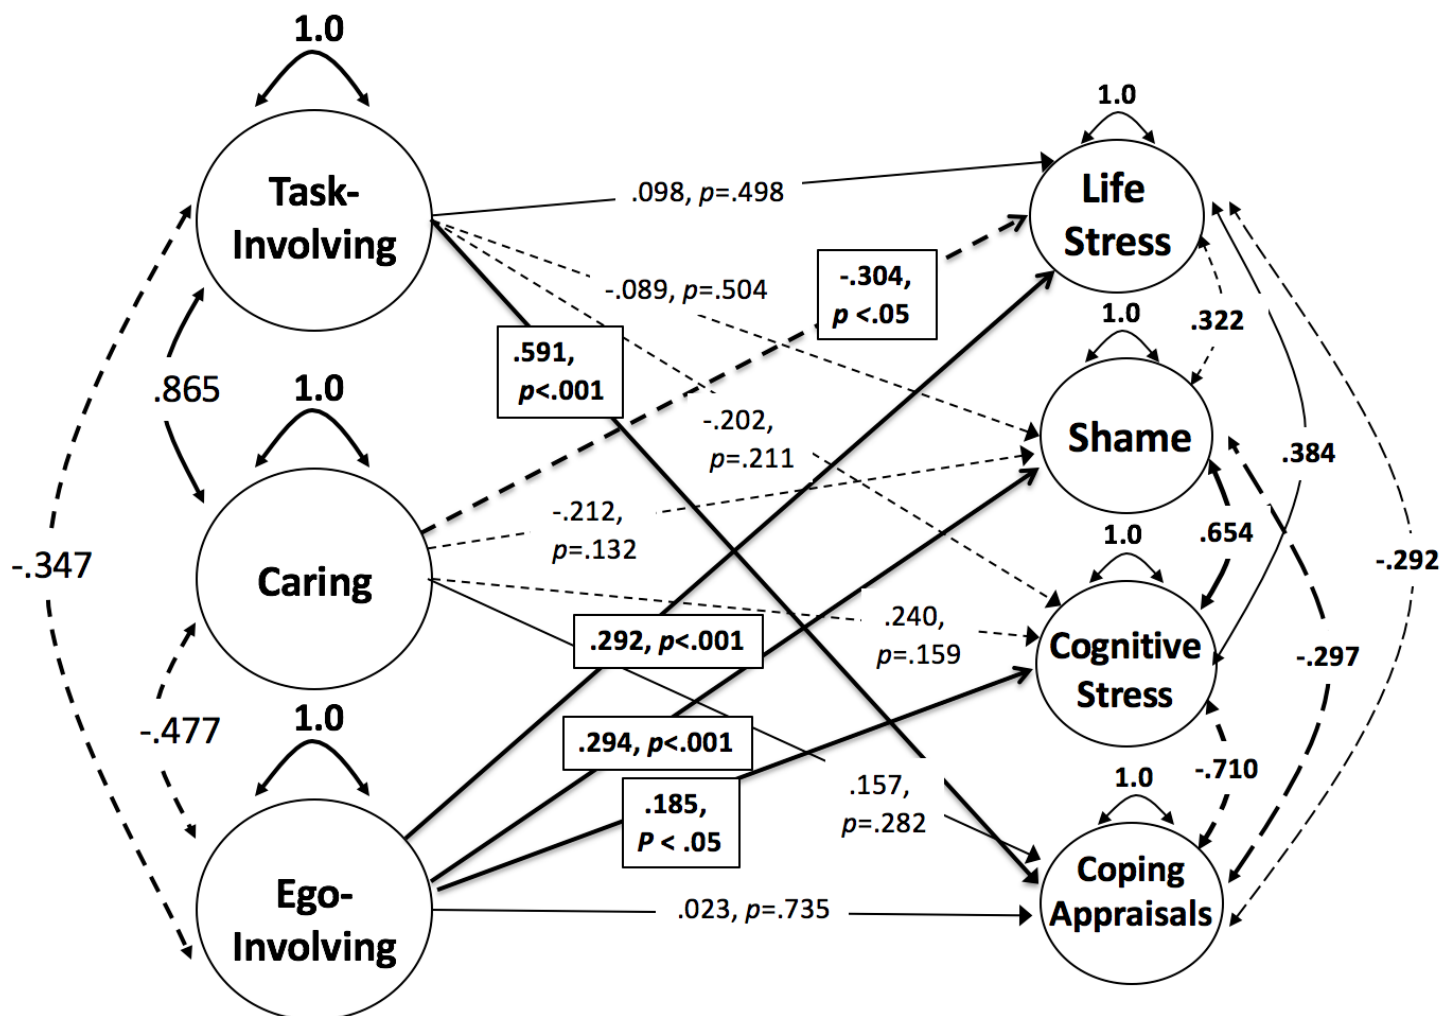 1.0
Task-
Involving
1.0
Life
Stress
.098, p=.498
-.304,
p <.05
-.089, p=.504
1.0
.322
.591,
p<.001
.865
1.0
-.202,
p=.211
Shame
.384
-.212,
p=.132
1.0
.654
-.292
-.347
Caring
.240,
p=.159
.292, p<.001
Cognitive
Stress
-.297
1.0
-.477
.294, p<.001
1.0
-.710
.157,
p=.282
.185,
P < .05
Ego-
Involving
.023, p=.735
Coping
Appraisals